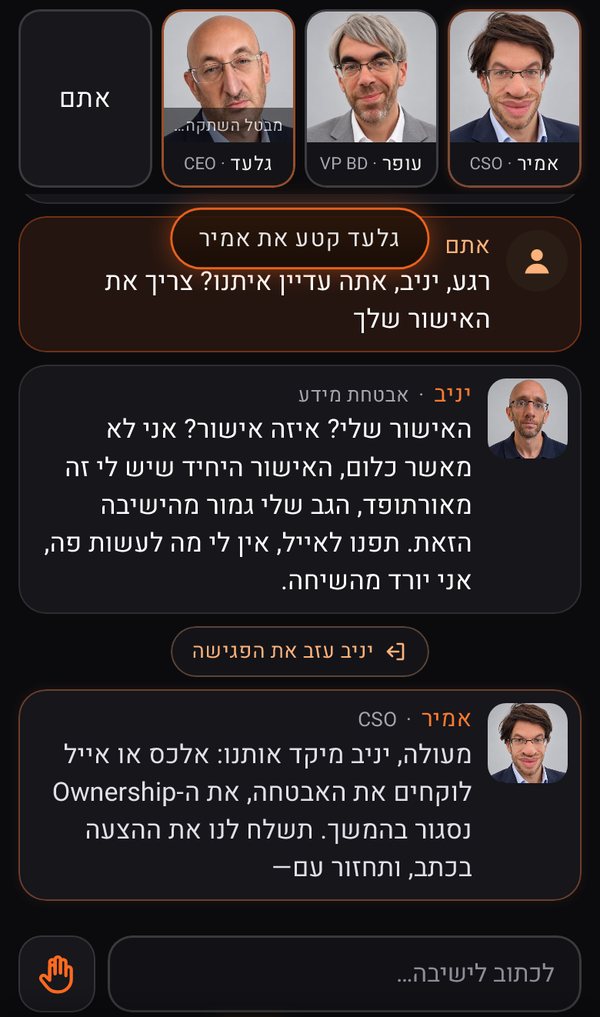 אתם
מבטל השתקה...
גלעד · CEO
עופר · VP BD
אמיר · CSO
גלעד קטע את אמיר
אתם
רגע, יניב, אתה עדיין איתנו? צריך את
האישור שלך
יניב · אבטחת מידע
האישור שלי? איזה אישור? אני לא
מאשר כלום, האישור היחיד שיש לי זה
מאורתופד, הגב שלי גמור מהישיבה
הזאת. תפנו לאייל, אין לי מה לעשות פה,
אני יורד מהשיחה.
יניב עזב את הפגישה
אמיר · CSO
מעולה, יניב מיקד אותנו: אלכס או אייל
לוקחים את האבטחה, את ה-Ownership
נסגור בהמשך. תשלח לנו את ההצעה
בכתב, ותחזור עם—
לכתוב לישיבה...